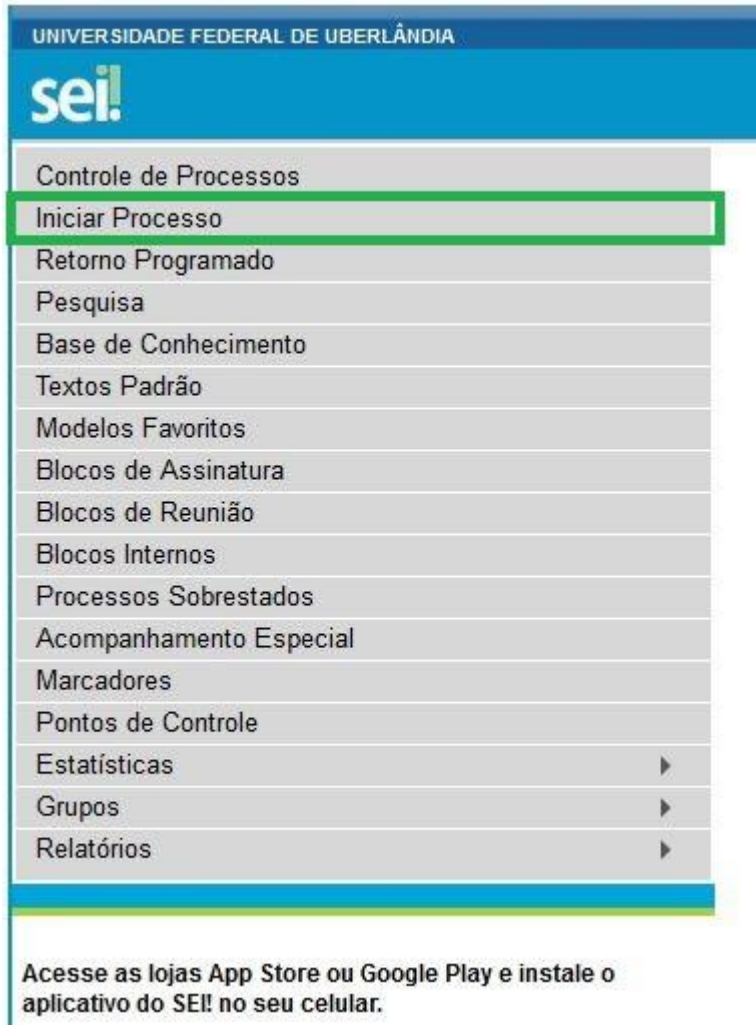 UNIVERSIDADE FEDERAL DE UBERLÂNDIA
sei!
Controle de Processos
Iniciar Processo
Retorno Programado
Pesquisa
Base de Conhecimento
Textos Padrão
Modelos Favoritos
Blocos de Assinatura
Blocos de Reunião
Blocos Internos
Processos Sobrestados
Acompanhamento Especial
Marcadores
Pontos de Controle
Estatísticas
Grupos
Relatórios
Acesse as lojas App Store ou Google Play e instale o
aplicativo do SEI! no seu celular.